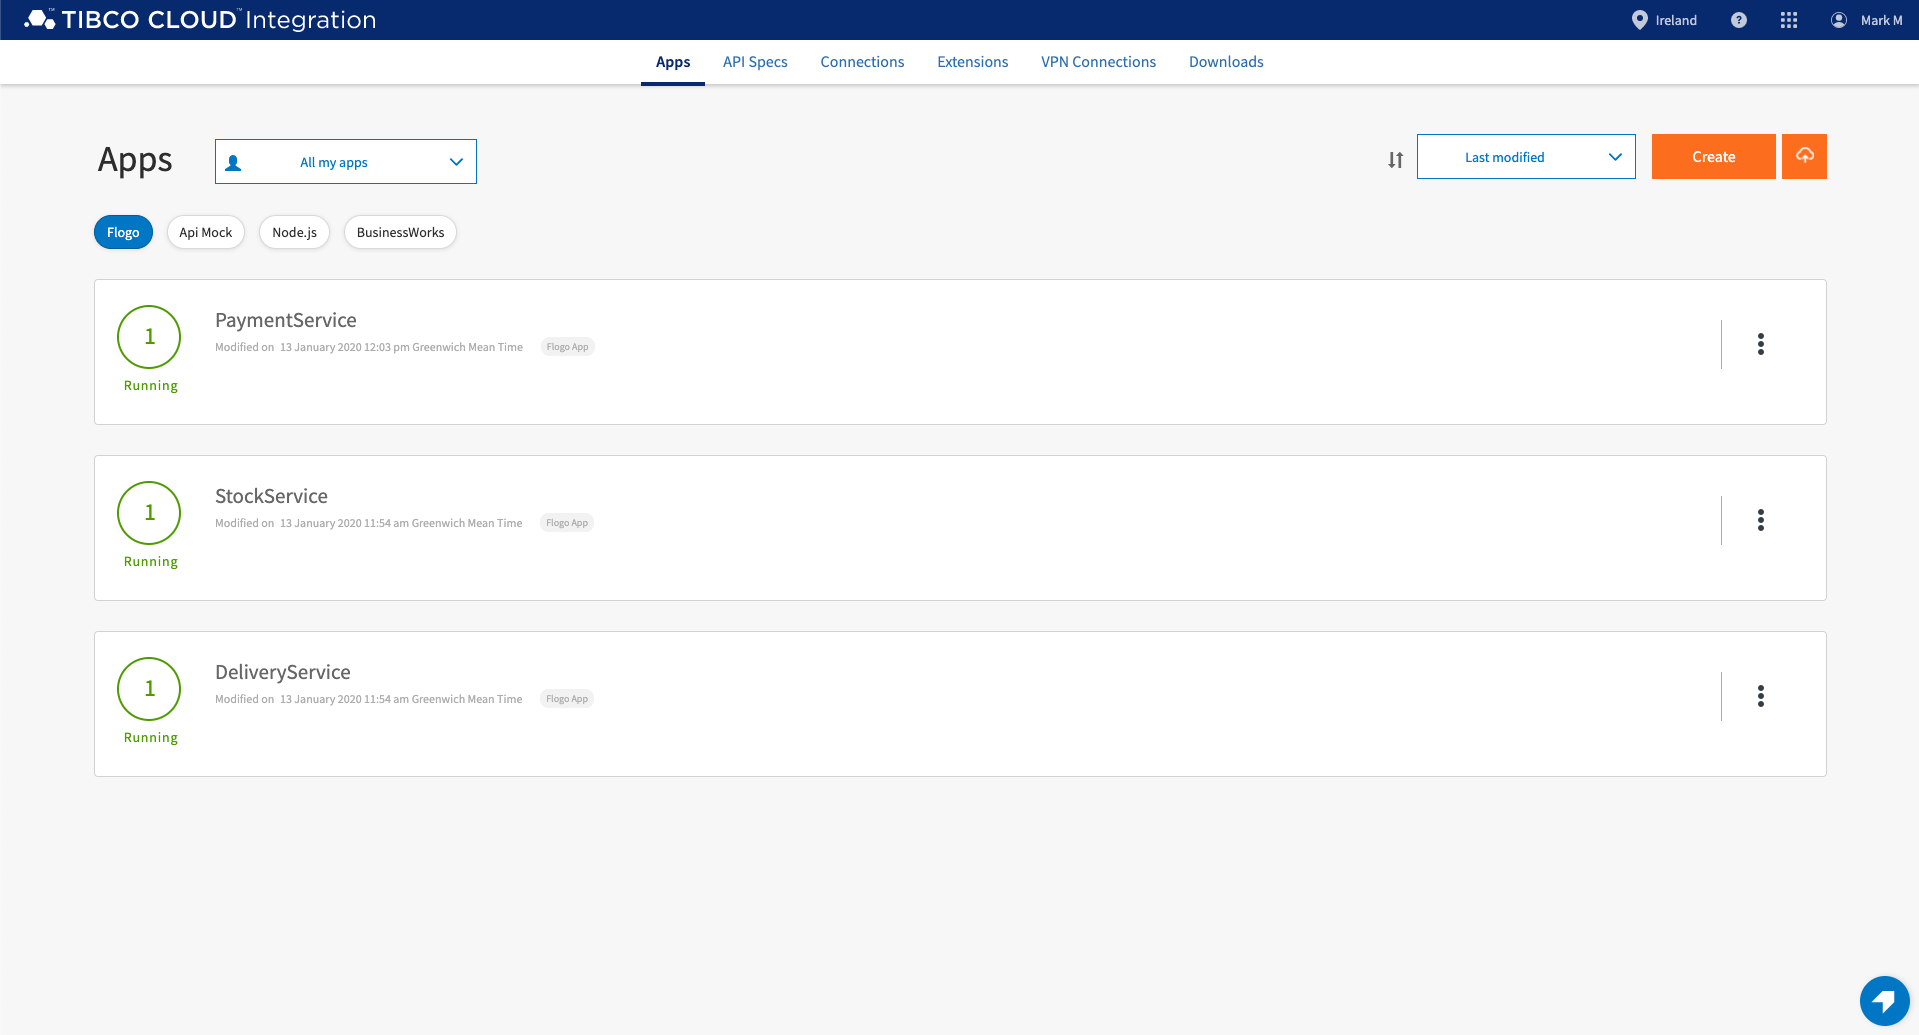 TIBCO CLOUD™ Integration
Ireland
?
Mark M
Apps
API Specs
Connections
Extensions
VPN Connections
Downloads
Apps
All my apps
Last modified
Create
Flogo
Api Mock
Node.js
BusinessWorks
1
Running
PaymentService
Modified on 13 January 2020 12:03 pm Greenwich Mean Time
Flogo App
1
Running
StockService
Modified on 13 January 2020 11:54 am Greenwich Mean Time
Flogo App
1
Running
DeliveryService
Modified on 13 January 2020 11:54 am Greenwich Mean Time
Flogo App